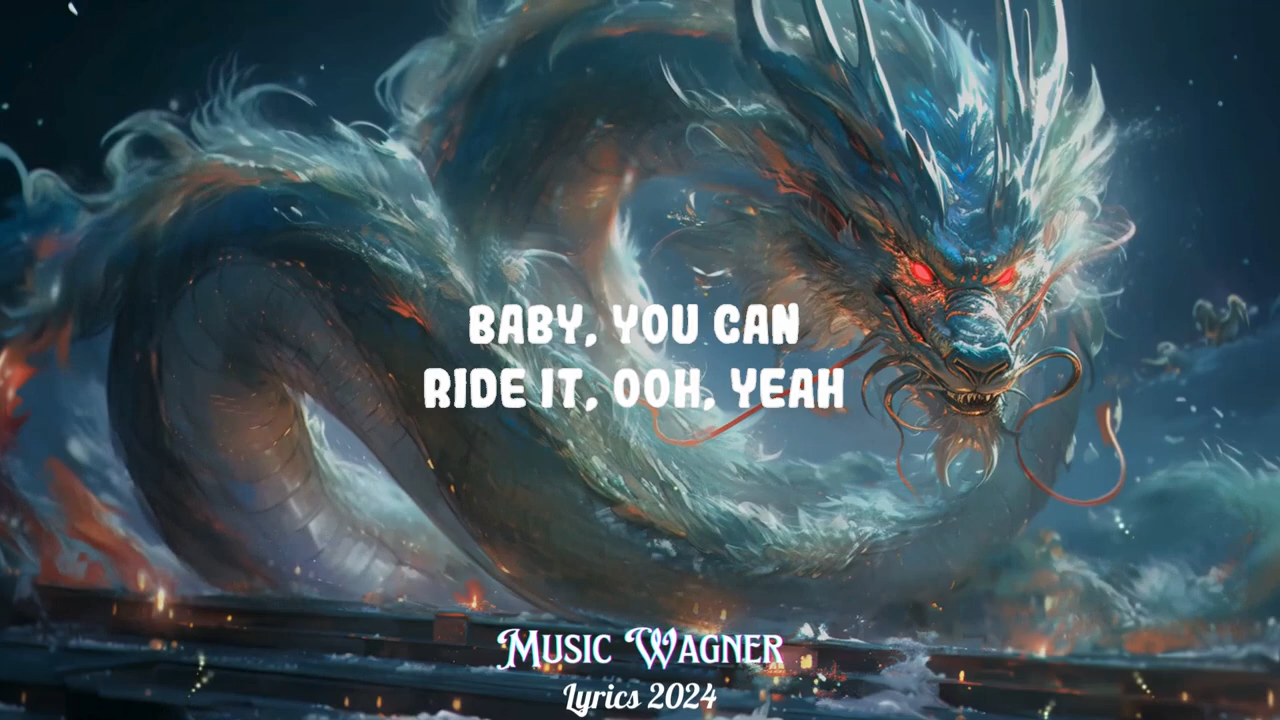 BABY, YOU CAN
RIDE IT, OOH, YEAH
MUSIC WAGNER
Lyrics 2024